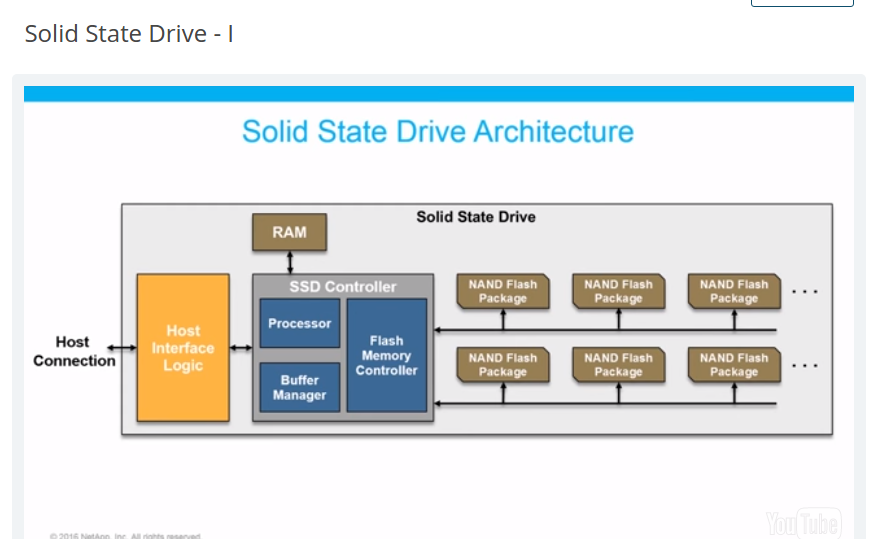 Solid State Drive - I
Solid State Drive Architecture
Solid State Drive
RAM
SSD Controller
Host
Connection
Host
Interface
Logic
Processor
Buffer
Manager
Flash
Memory
Controller
NAND Flash
Package
NAND Flash
Package
NAND Flash
Package
. . .
NAND Flash
Package
NAND Flash
Package
NAND Flash
Package
. . .
© 2016 NetApp, Inc. All rights reserved.
YouTube